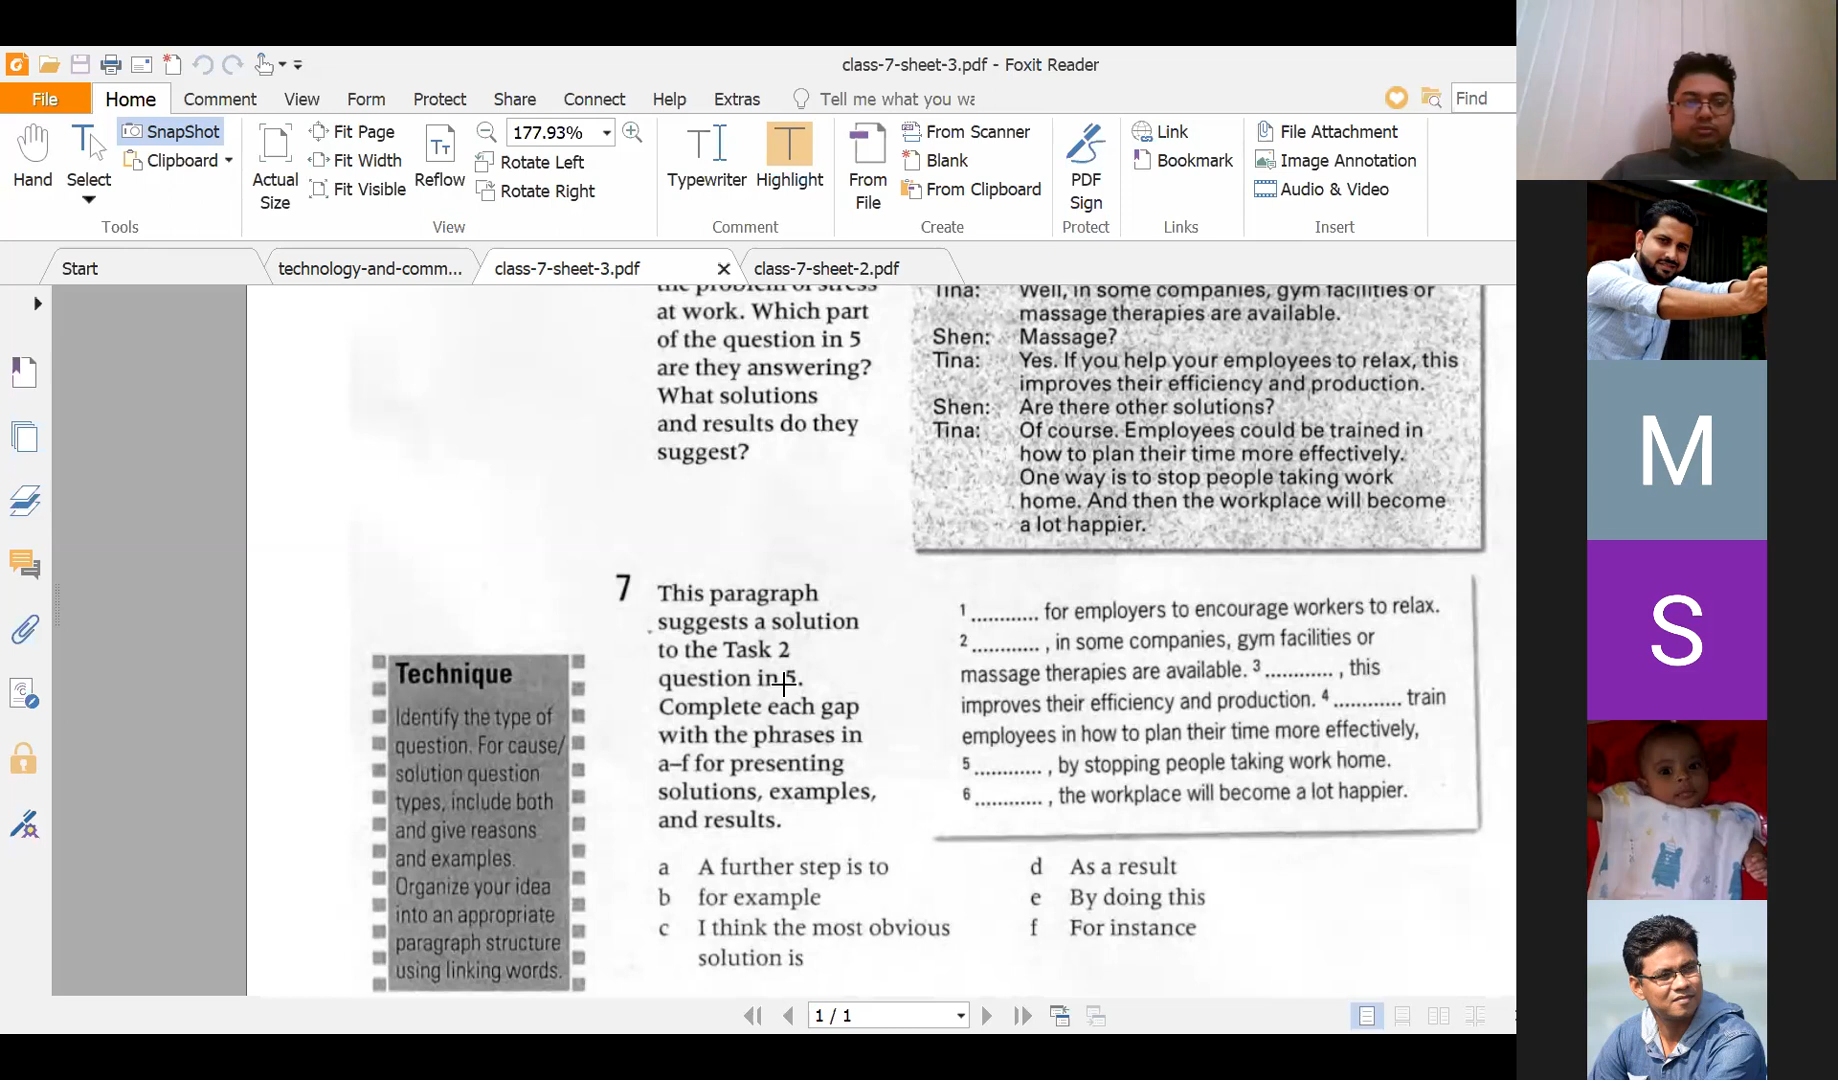 class-7-sheet-3.pdf - Foxit Reader
File Home Comment View Form Protect Share Connect Help Extras Tell me what you wa Find
SnapShot
Clipboard
Hand
Select
Tools
Actual Size
Fit Page
Fit Width
Fit Visible
Reflow
177.93%
Rotate Left
Rotate Right
View
Typewriter
Highlight
Comment
From File
From Scanner
Blank
From Clipboard
Create
PDF Sign
Protect
Link
Bookmark
Links
File Attachment
Image Annotation
Audio & Video
Insert
Start
technology-and-comm...
class-7-sheet-3.pdf
class-7-sheet-2.pdf
the problem of stress
at work. Which part
of the question in 5
are they answering?
What solutions
and results do they
suggest?
Tina: Well, in some companies, gym facilities or
massage therapies are available.
Shen: Massage?
Tina: Yes. If you help your employees to relax, this
improves their efficiency and production.
Shen: Are there other solutions?
Tina: Of course. Employees could be trained in
how to plan their time more effectively.
One way is to stop people taking work
home. And then the workplace will become
a lot happier.
7 This paragraph
suggests a solution
to the Task 2
question in 5.
Complete each gap
with the phrases in
a–f for presenting
solutions, examples,
and results.
1 ............ for employers to encourage workers to relax.
2 ............ , in some companies, gym facilities or
massage therapies are available. 3 ............ , this
improves their efficiency and production. 4 ............ train
employees in how to plan their time more effectively,
5 ............ , by stopping people taking work home.
6 ............ , the workplace will become a lot happier.
Technique
Identify the type of
question. For cause/
solution question
types, include both
and give reasons
and examples.
Organize your idea
into an appropriate
paragraph structure
using linking words.
a A further step is to
b for example
c I think the most obvious
solution is
d As a result
e By doing this
f For instance
1 / 1
M
S